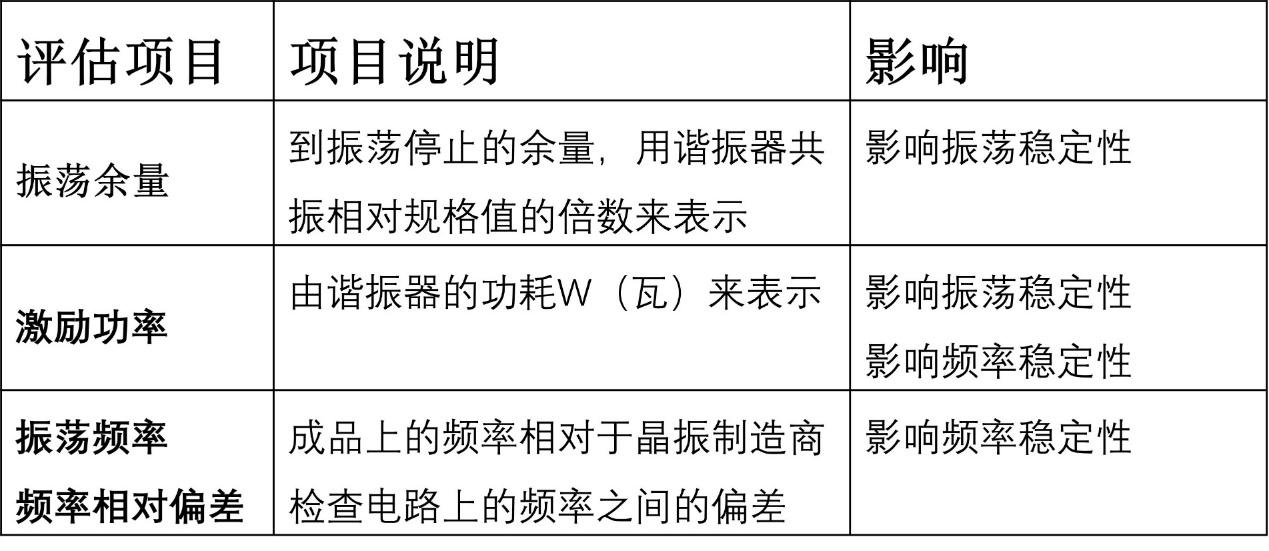 评估项目
项目说明
影响
振荡余量
到振荡停止的余量，用谐振器共
振相对规格值的倍数来表示
影响振荡稳定性
激励功率
由谐振器的功耗W（瓦）来表示
影响振荡稳定性
影响频率稳定性
振荡频率
频率相对偏差
成品上的频率相对于晶振制造商
检查电路上的频率之间的偏差
影响频率稳定性